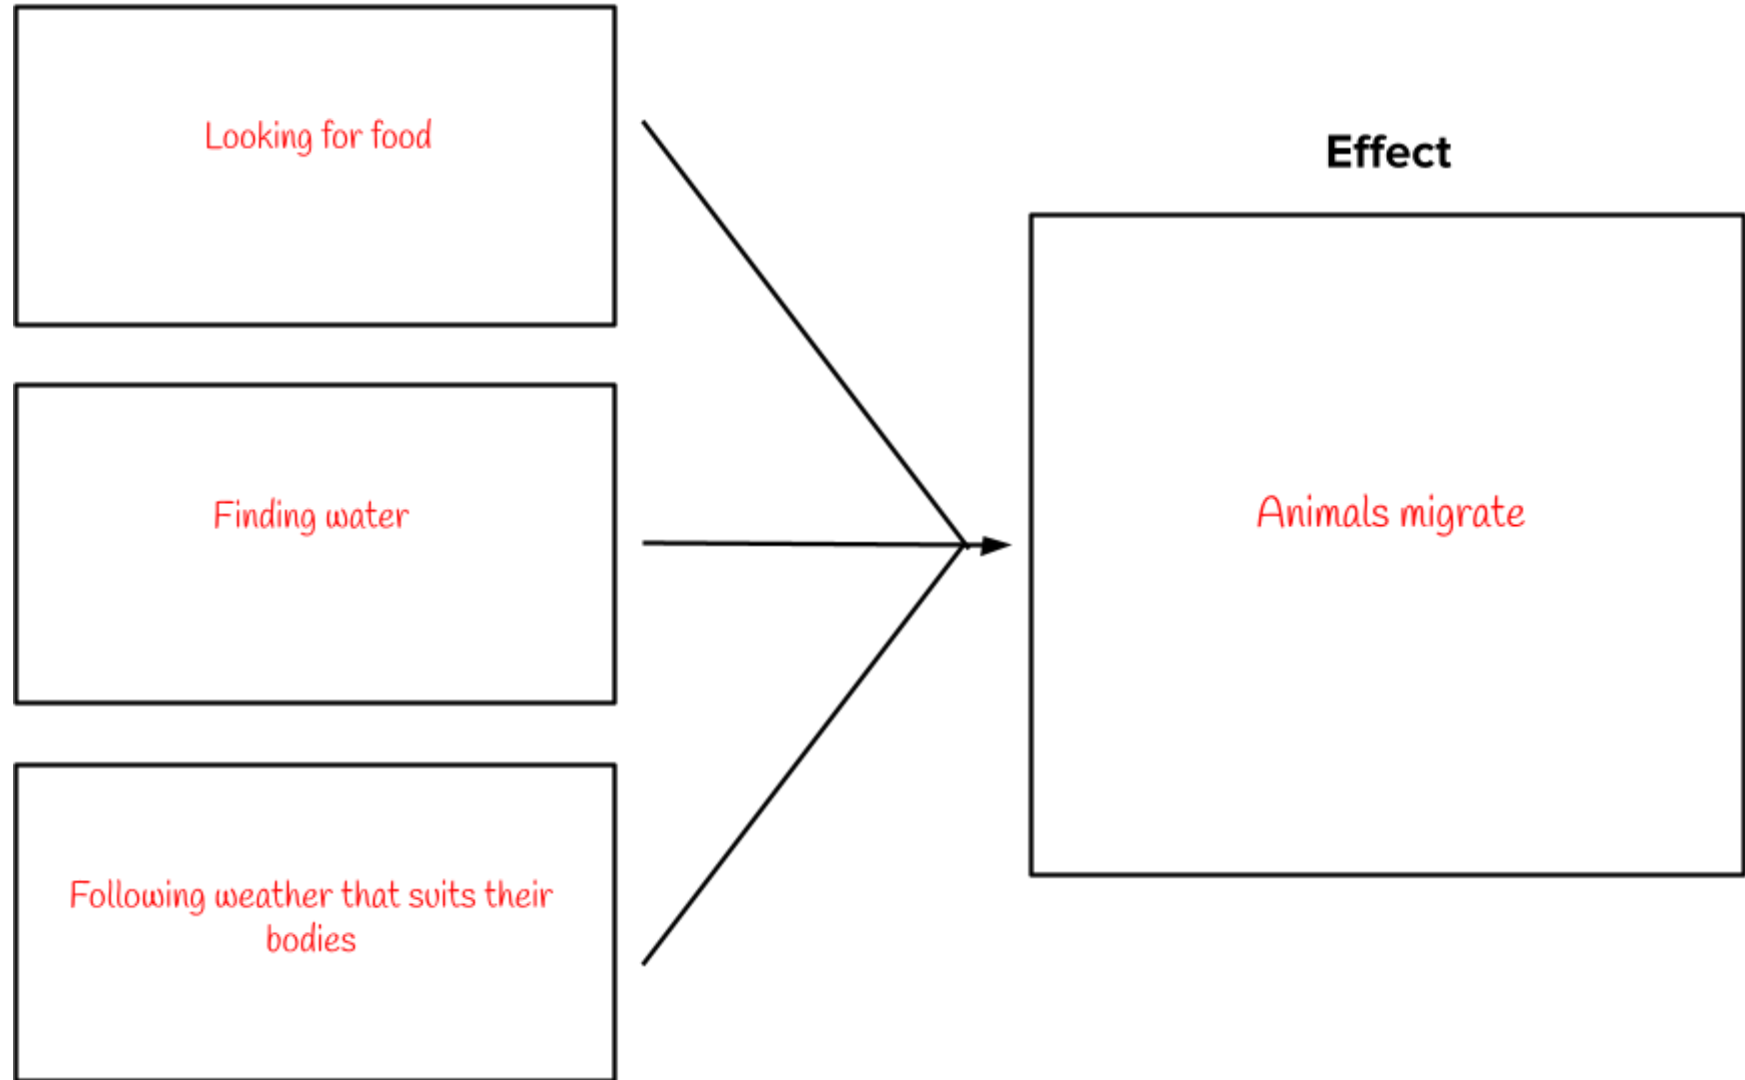 Looking for food
Effect
Finding water
Animals migrate
Following weather that suits their
bodies